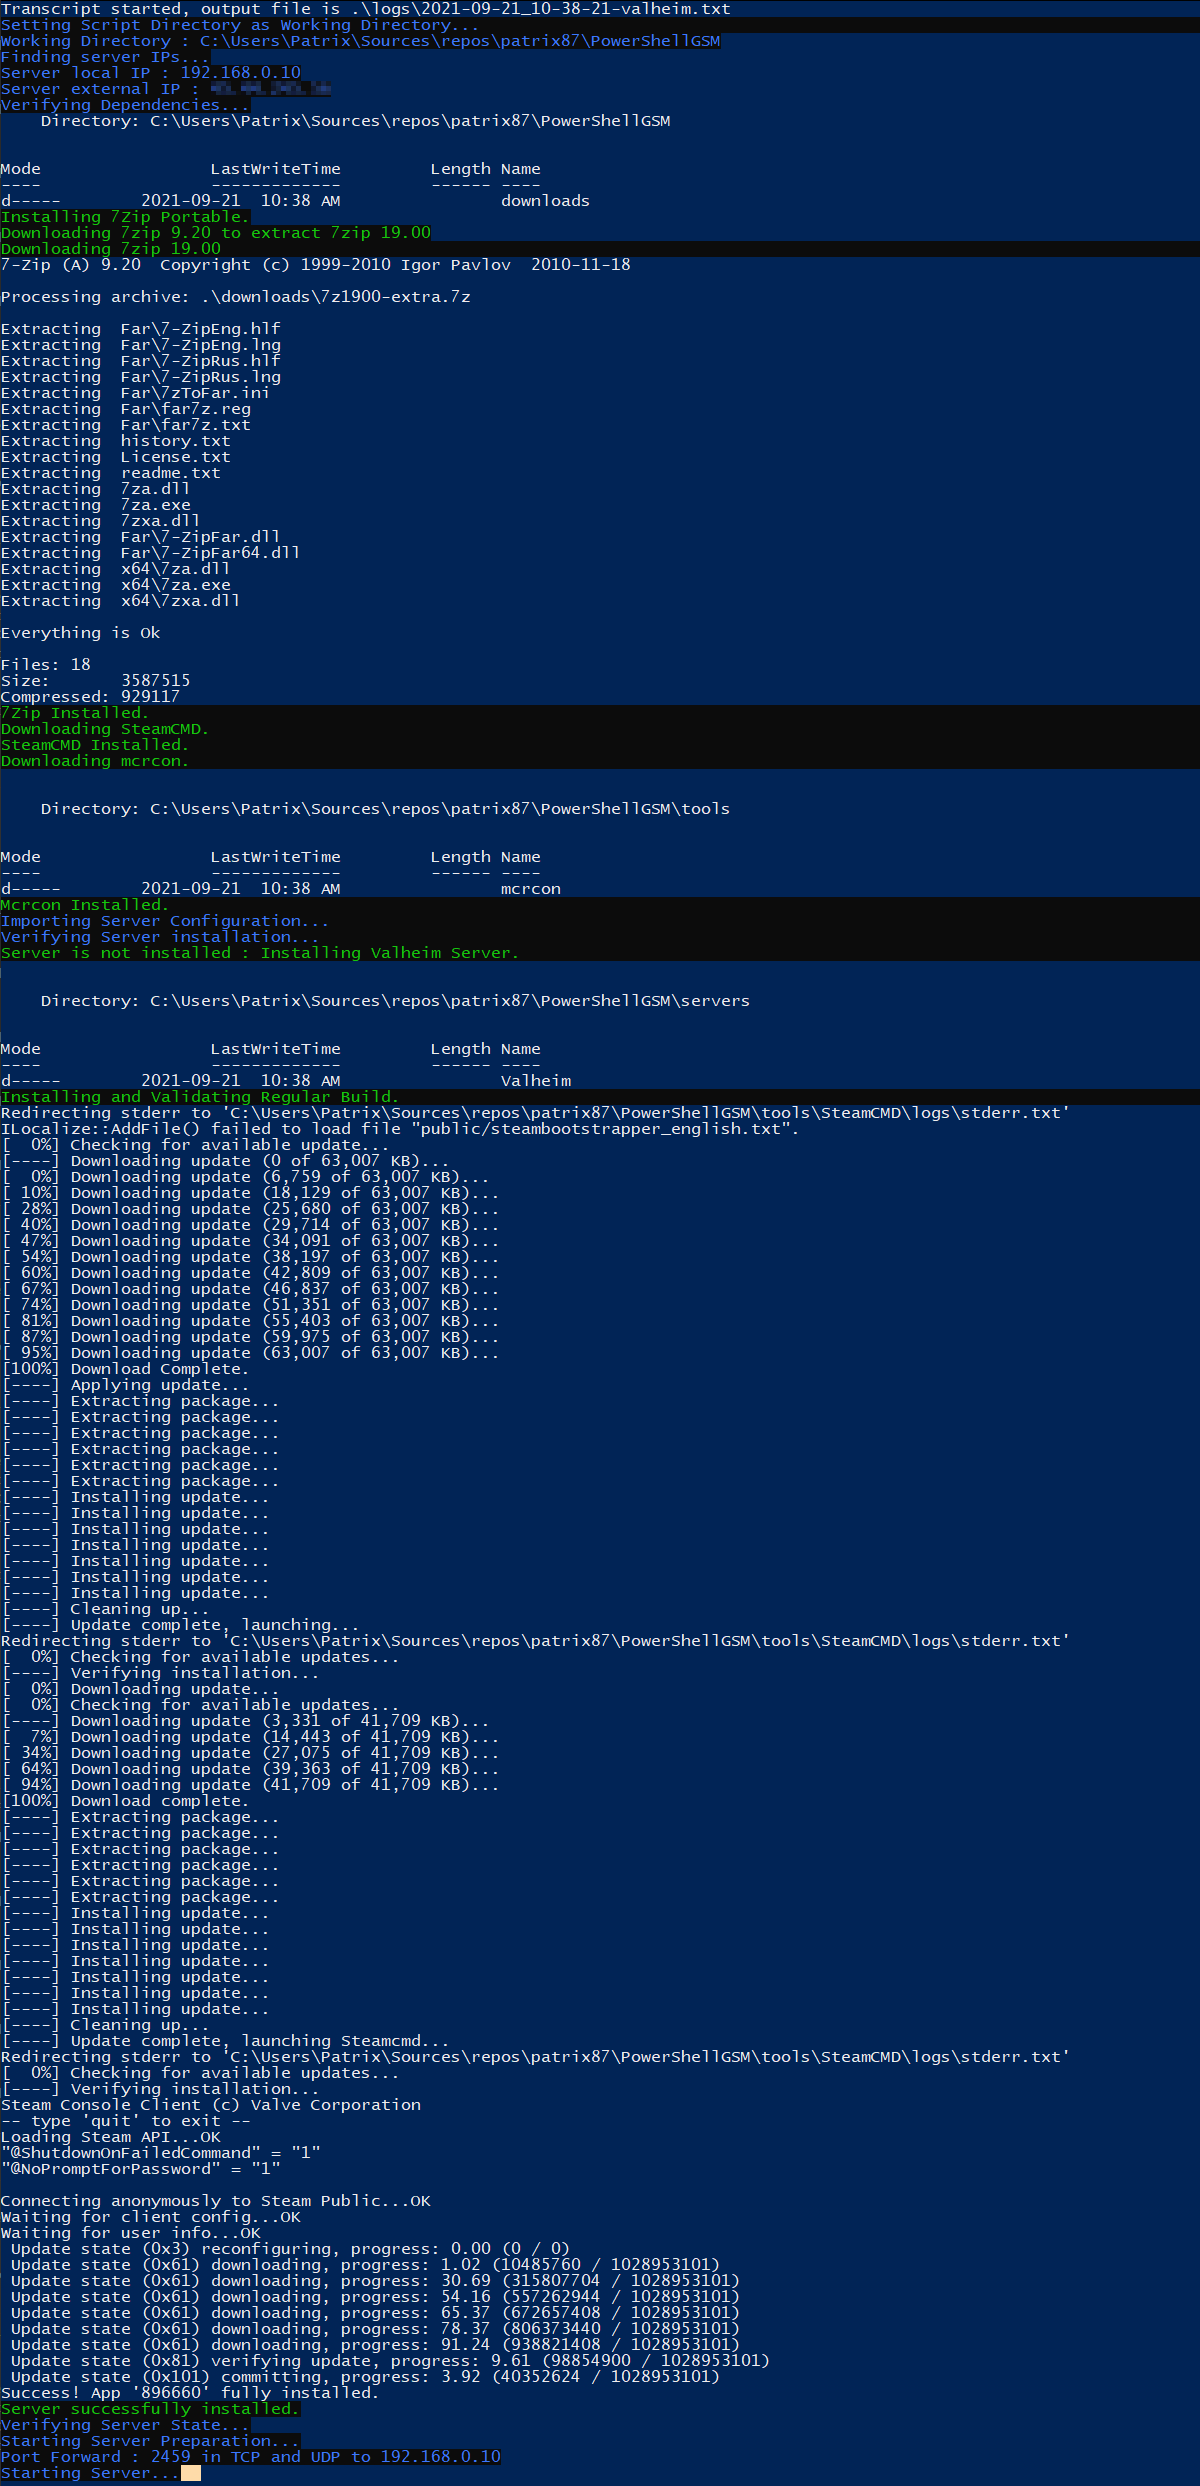 Transcript started, output file is .\logs\2021-09-21_10-38-21-valheim.txt
Setting Script Directory as Working Directory...
Working Directory : C:\Users\Patrix\Sources\repos\patrix87\PowerShellGSM
Finding server IPs...
Server local IP : 192.168.0.10
Server external IP :
Verifying Dependencies...
Directory: C:\Users\Patrix\Sources\repos\patrix87\PowerShellGSM
Mode LastWriteTime Length Name
---- ------------- ------ ----
d----- 2021-09-21 10:38 AM downloads
Installing 7Zip Portable.
Downloading 7zip 9.20 to extract 7zip 19.00
Downloading 7zip 19.00
7-Zip (A) 9.20 Copyright (c) 1999-2010 Igor Pavlov 2010-11-18
Processing archive: .\downloads\7z1900-extra.7z
Extracting Far\7-ZipEng.hlf
Extracting Far\7-ZipEng.lng
Extracting Far\7-ZipRus.hlf
Extracting Far\7-ZipRus.lng
Extracting Far\7zToFar.ini
Extracting Far\far7z.reg
Extracting Far\far7z.txt
Extracting history.txt
Extracting License.txt
Extracting readme.txt
Extracting 7za.dll
Extracting 7za.exe
Extracting 7zxa.dll
Extracting Far\7-ZipFar.dll
Extracting Far\7-ZipFar64.dll
Extracting x64\7za.dll
Extracting x64\7za.exe
Extracting x64\7zxa.dll
Everything is Ok
Files: 18
Size: 3587515
Compressed: 929117
7Zip Installed.
Downloading SteamCMD.
SteamCMD Installed.
Downloading mcrcon.
Directory: C:\Users\Patrix\Sources\repos\patrix87\PowerShellGSM\tools
Mode LastWriteTime Length Name
---- ------------- ------ ----
d----- 2021-09-21 10:38 AM mcrcon
Mcrcon Installed.
Importing Server Configuration...
Verifying Server installation...
Server is not installed : Installing Valheim Server.
Directory: C:\Users\Patrix\Sources\repos\patrix87\PowerShellGSM\servers
Mode LastWriteTime Length Name
---- ------------- ------ ----
d----- 2021-09-21 10:38 AM Valheim
Installing and Validating Regular Build.
Redirecting stderr to 'C:\Users\Patrix\Sources\repos\patrix87\PowerShellGSM\tools\SteamCMD\logs\stderr.txt'
ILocalize::AddFile() failed to load file "public/steambootstrapper_english.txt".
[ 0%] Checking for available update...
[----] Downloading update (0 of 63,007 KB)...
[ 0%] Downloading update (6,759 of 63,007 KB)...
[ 10%] Downloading update (18,129 of 63,007 KB)...
[ 28%] Downloading update (25,680 of 63,007 KB)...
[ 40%] Downloading update (29,714 of 63,007 KB)...
[ 47%] Downloading update (34,091 of 63,007 KB)...
[ 54%] Downloading update (38,197 of 63,007 KB)...
[ 60%] Downloading update (42,809 of 63,007 KB)...
[ 67%] Downloading update (46,837 of 63,007 KB)...
[ 74%] Downloading update (51,351 of 63,007 KB)...
[ 81%] Downloading update (55,403 of 63,007 KB)...
[ 87%] Downloading update (59,975 of 63,007 KB)...
[ 95%] Downloading update (63,007 of 63,007 KB)...
[100%] Download Complete.
[----] Applying update...
[----] Extracting package...
[----] Extracting package...
[----] Extracting package...
[----] Extracting package...
[----] Extracting package...
[----] Extracting package...
[----] Installing update...
[----] Installing update...
[----] Installing update...
[----] Installing update...
[----] Installing update...
[----] Installing update...
[----] Installing update...
[----] Cleaning up...
[----] Update complete, launching...
Redirecting stderr to 'C:\Users\Patrix\Sources\repos\patrix87\PowerShellGSM\tools\SteamCMD\logs\stderr.txt'
[ 0%] Checking for available updates...
[----] Verifying installation...
[ 0%] Downloading update...
[ 0%] Checking for available updates...
[----] Downloading update (3,331 of 41,709 KB)...
[ 7%] Downloading update (14,443 of 41,709 KB)...
[ 34%] Downloading update (27,075 of 41,709 KB)...
[ 64%] Downloading update (39,363 of 41,709 KB)...
[ 94%] Downloading update (41,709 of 41,709 KB)...
[100%] Download complete.
[----] Extracting package...
[----] Extracting package...
[----] Extracting package...
[----] Extracting package...
[----] Extracting package...
[----] Extracting package...
[----] Installing update...
[----] Installing update...
[----] Installing update...
[----] Installing update...
[----] Installing update...
[----] Installing update...
[----] Installing update...
[----] Cleaning up...
[----] Update complete, launching Steamcmd...
Redirecting stderr to 'C:\Users\Patrix\Sources\repos\patrix87\PowerShellGSM\tools\SteamCMD\logs\stderr.txt'
[ 0%] Checking for available updates...
[----] Verifying installation...
Steam Console Client (c) Valve Corporation
-- type 'quit' to exit --
Loading Steam API...OK
"@ShutdownOnFailedCommand" = "1"
"@NoPromptForPassword" = "1"
Connecting anonymously to Steam Public...OK
Waiting for client config...OK
Waiting for user info...OK
Update state (0x3) reconfiguring, progress: 0.00 (0 / 0)
Update state (0x61) downloading, progress: 1.02 (10485760 / 1028953101)
Update state (0x61) downloading, progress: 30.69 (315807704 / 1028953101)
Update state (0x61) downloading, progress: 54.16 (557262944 / 1028953101)
Update state (0x61) downloading, progress: 65.37 (672657408 / 1028953101)
Update state (0x61) downloading, progress: 78.37 (806373440 / 1028953101)
Update state (0x61) downloading, progress: 91.24 (938821408 / 1028953101)
Update state (0x81) verifying update, progress: 9.61 (98854900 / 1028953101)
Update state (0x101) committing, progress: 3.92 (40352624 / 1028953101)
Success! App '896660' fully installed.
Server successfully installed.
Verifying Server State...
Starting Server Preparation...
Port Forward : 2459 in TCP and UDP to 192.168.0.10
Starting Server...